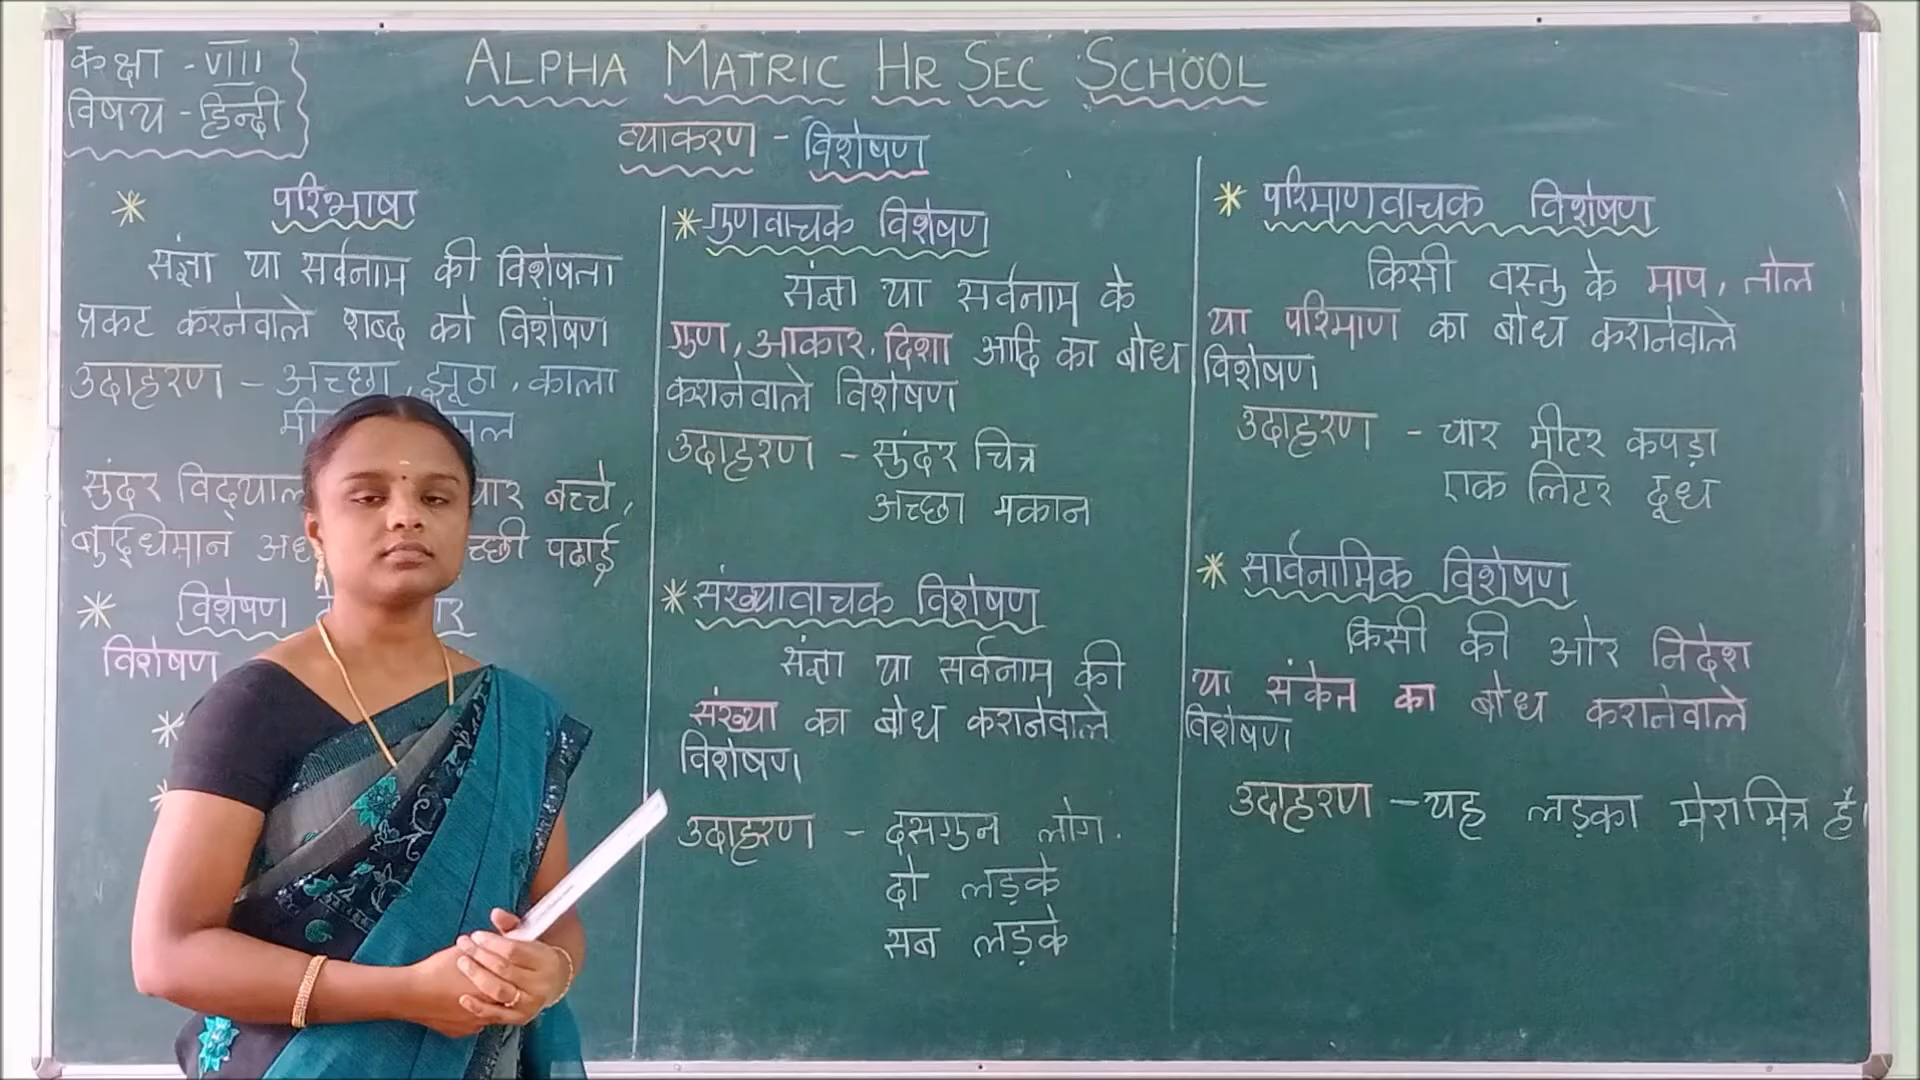 कक्षा - VIII
विषय - हिन्दी
ALPHA MATRIC HR SEC SCHOOL
व्याकरण - विशेषण
* परिभाषा
संज्ञा या सर्वनाम की विशेषता
प्रकट करनेवाले शब्द को विशेषण
उदाहरण - अच्छा, झूठा, काला
सुंदर
बच्चे,
बुद्धिमान पढाई
* विशेषण
विशेषण
*
* गुणवाचक विशेषण
संज्ञा या सर्वनाम के
गुण, आकार, दिशा आदि का बोध
करानेवाले विशेषण
उदाहरण - सुंदर चित्र
अच्छा मकान
* संख्यावाचक विशेषण
संज्ञा या सर्वनाम की
संख्या का बोध करानेवाले
विशेषण
उदाहरण - दसगुन लोग.
दो लड़के
सब लड़के
* परिमाणवाचक विशेषण
किसी वस्तु के माप, तोल
या परिमाण का बोध करानेवाले
विशेषण
उदाहरण - चार मीटर कपड़ा
एक लिटर दूध
* सार्वनामिक विशेषण
किसी की ओर निदेश
या संकेत का बोध करानेवाले
विशेषण
उदाहरण - यह लड़का मेरा मित्र है।